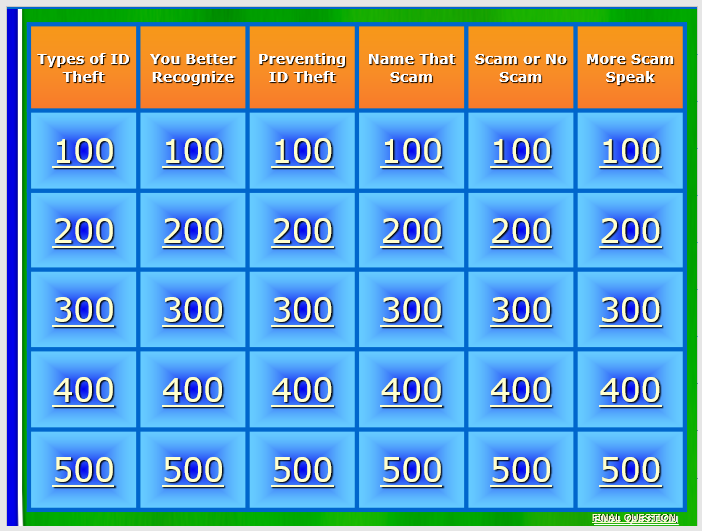 Types of ID Theft
You Better Recognize
Preventing ID Theft
Name That Scam
Scam or No Scam
More Scam Speak
100 100 100 100 100 100
200 200 200 200 200 200
300 300 300 300 300 300
400 400 400 400 400 400
500 500 500 500 500 500
FINAL QUESTION